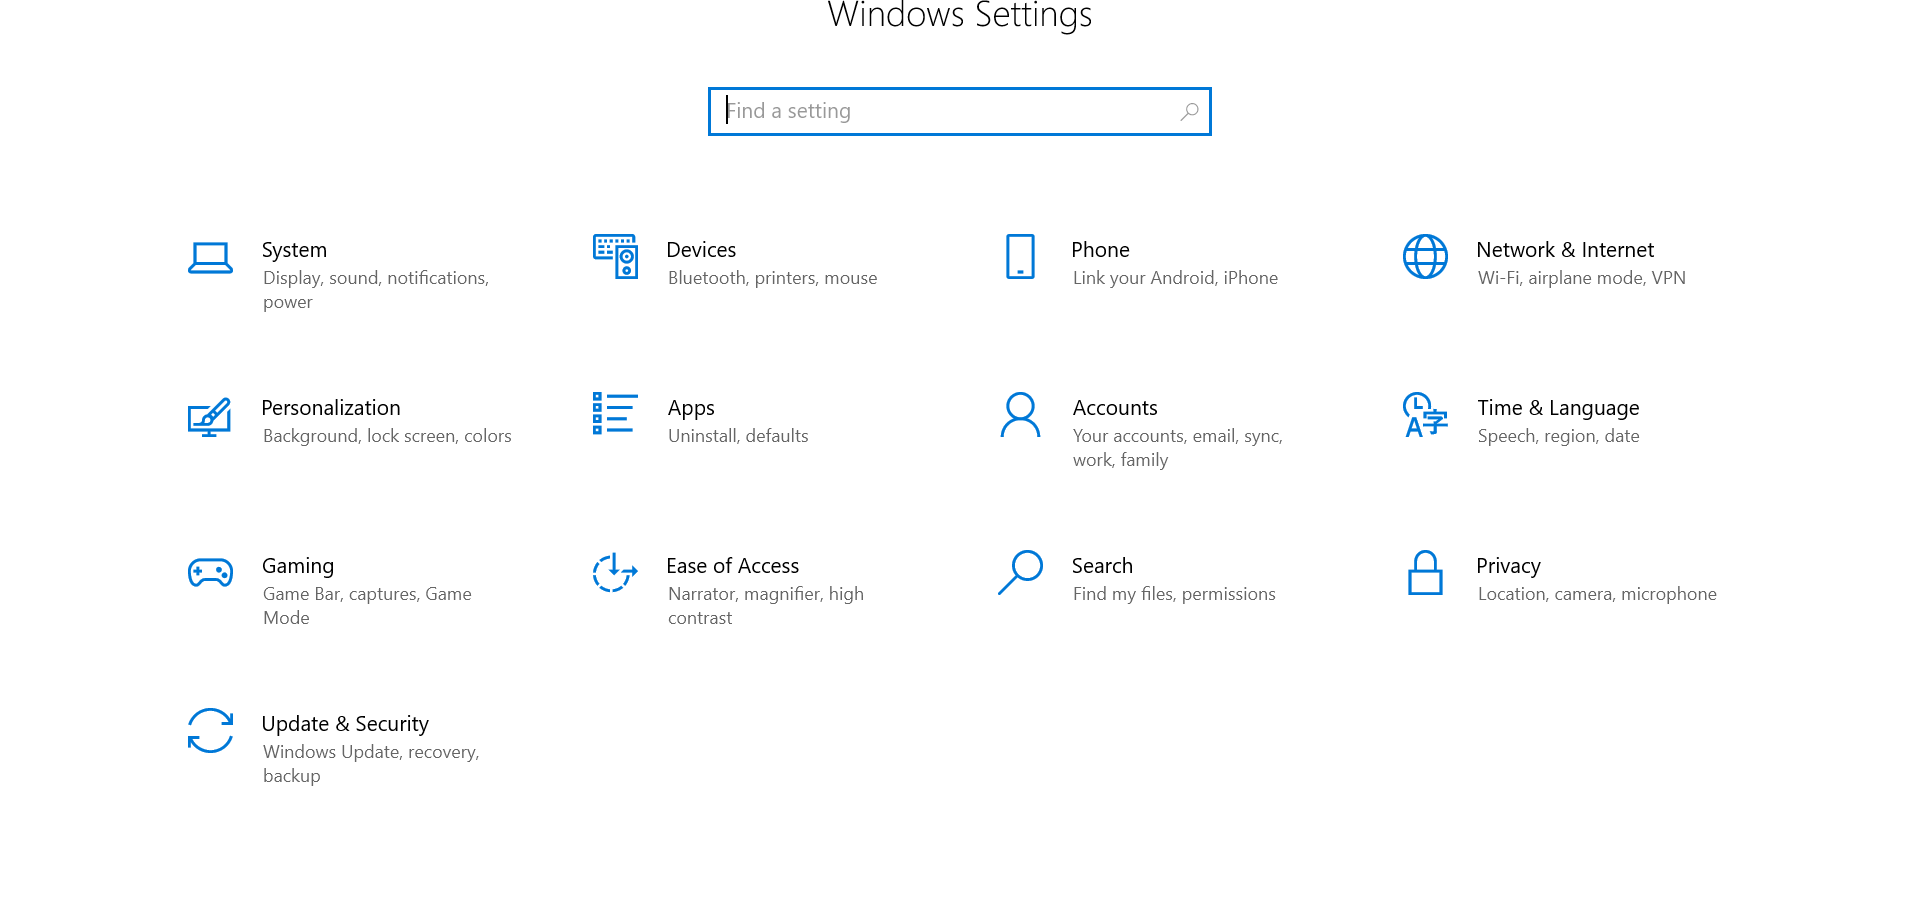 Windows Settings
Find a setting
System
Display, sound, notifications,
power
Devices
Bluetooth, printers, mouse
Phone
Link your Android, iPhone
Network & Internet
Wi-Fi, airplane mode, VPN
Personalization
Background, lock screen, colors
Apps
Uninstall, defaults
Accounts
Your accounts, email, sync,
work, family
Time & Language
Speech, region, date
Gaming
Game Bar, captures, Game
Mode
Ease of Access
Narrator, magnifier, high
contrast
Search
Find my files, permissions
Privacy
Location, camera, microphone
Update & Security
Windows Update, recovery,
backup